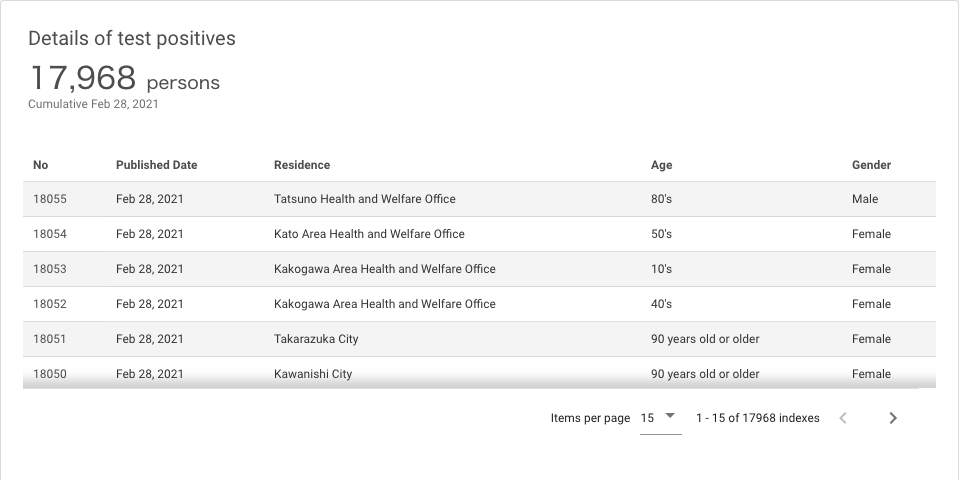 Details of test positives
17,968 persons
Cumulative Feb 28, 2021
No Published Date Residence Age Gender
18055 Feb 28, 2021 Tatsuno Health and Welfare Office 80's Male
18054 Feb 28, 2021 Kato Area Health and Welfare Office 50's Female
18053 Feb 28, 2021 Kakogawa Area Health and Welfare Office 10's Female
18052 Feb 28, 2021 Kakogawa Area Health and Welfare Office 40's Female
18051 Feb 28, 2021 Takarazuka City 90 years old or older Female
18050 Feb 28, 2021 Kawanishi City 90 years old or older Female
Items per page 15 1 - 15 of 17968 indexes